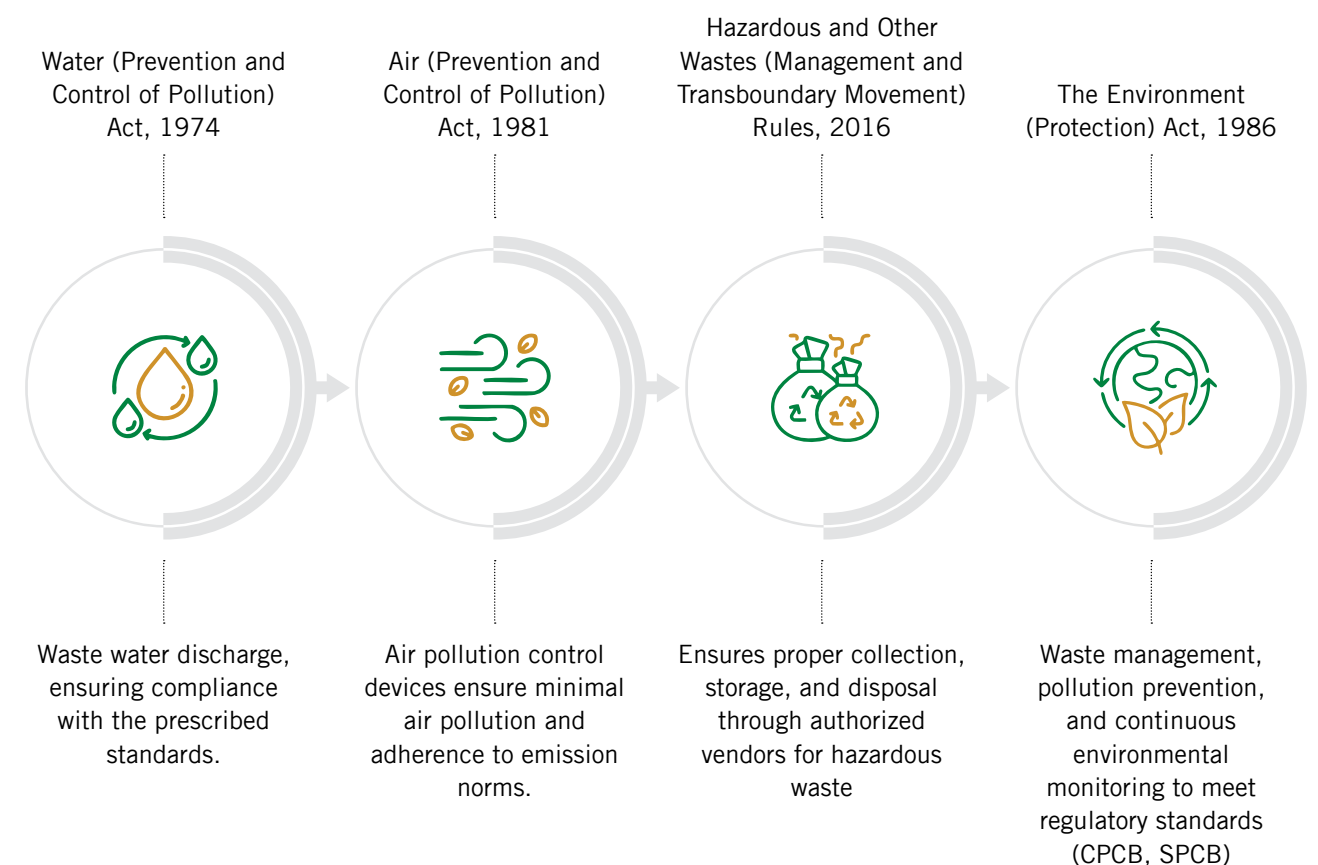 Water (Prevention and
Control of Pollution)
Act, 1974
Air (Prevention and
Control of Pollution)
Act, 1981
Hazardous and Other
Wastes (Management and
Transboundary Movement)
Rules, 2016
The Environment
(Protection) Act, 1986
Waste water discharge,
ensuring compliance
with the prescribed
standards.
Air pollution control
devices ensure minimal
air pollution and
adherence to emission
norms.
Ensures proper collection,
storage, and disposal
through authorized
vendors for hazardous
waste
Waste management,
pollution prevention,
and continuous
environmental
monitoring to meet
regulatory standards
(CPCB, SPCB)